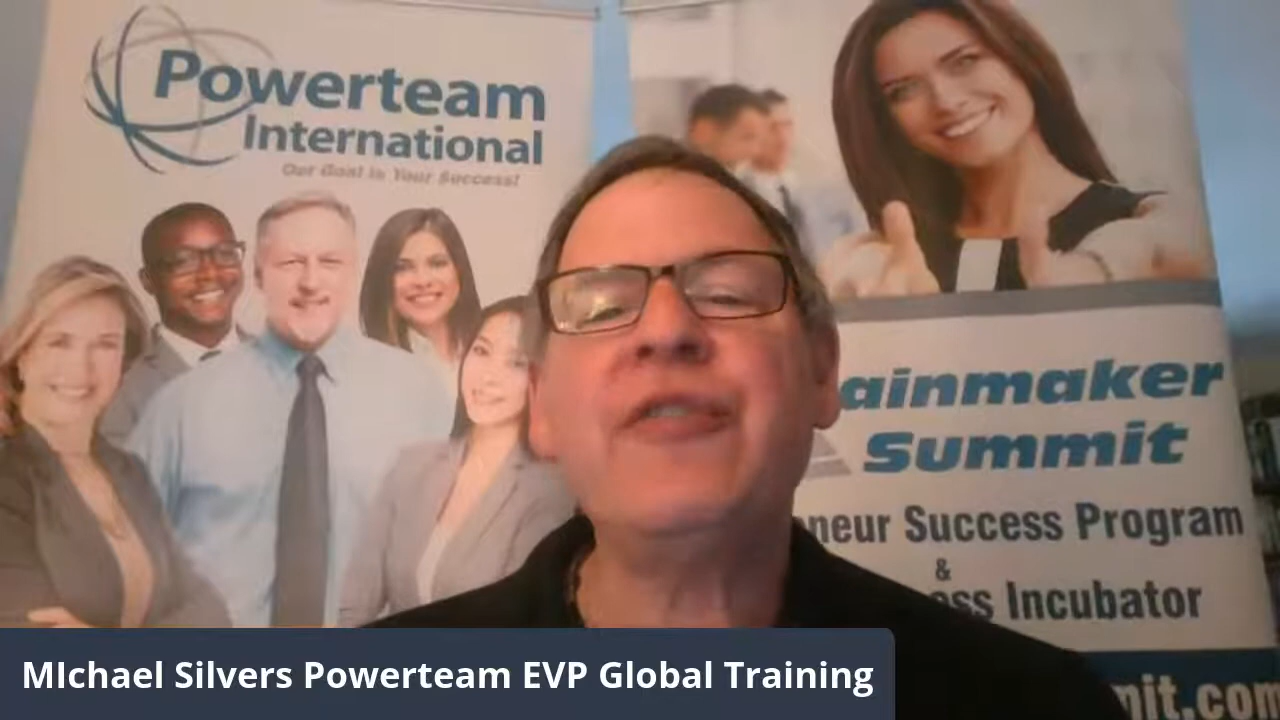 Powerteam
International
Our Goal Is Your Success!
ainmaker
Summit
neur Success Program
&
ess Incubator
mit.com
MIchael Silvers Powerteam EVP Global Training